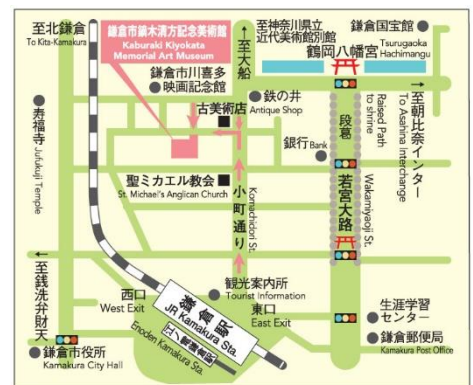 至北鎌倉
To Kita-Kamakura
鎌倉市鏑木清方記念美術館
Kaburaki Kiyokata
Memorial Art Museum
至大船
至神奈川県立
近代美術館別館
鎌倉国宝館
鶴岡八幡宮
Tsurugaoka
Hachimangu
鎌倉市川喜多
映画記念館
鉄の井
古美術店
Antique Shop
至朝比奈インター
To Asahina Interchange
寿福寺
Jufukuji Temple
銀行 Bank
段葛
Raised Path
to shrine
聖ミカエル教会
St. Michael's Anglican Church
小町通り
Komachidori St.
若宮大路
Wakamiyaoji St.
至銭洗弁財天
西口
West Exit
鎌倉駅
JR Kamakura Sta.
江ノ電鎌倉駅
Enoden Kamakura Sta.
観光案内所
Tourist Information
東口
East Exit
生涯学習
センター
鎌倉市役所
Kamakura City Hall
鎌倉郵便局
Kamakura Post Office